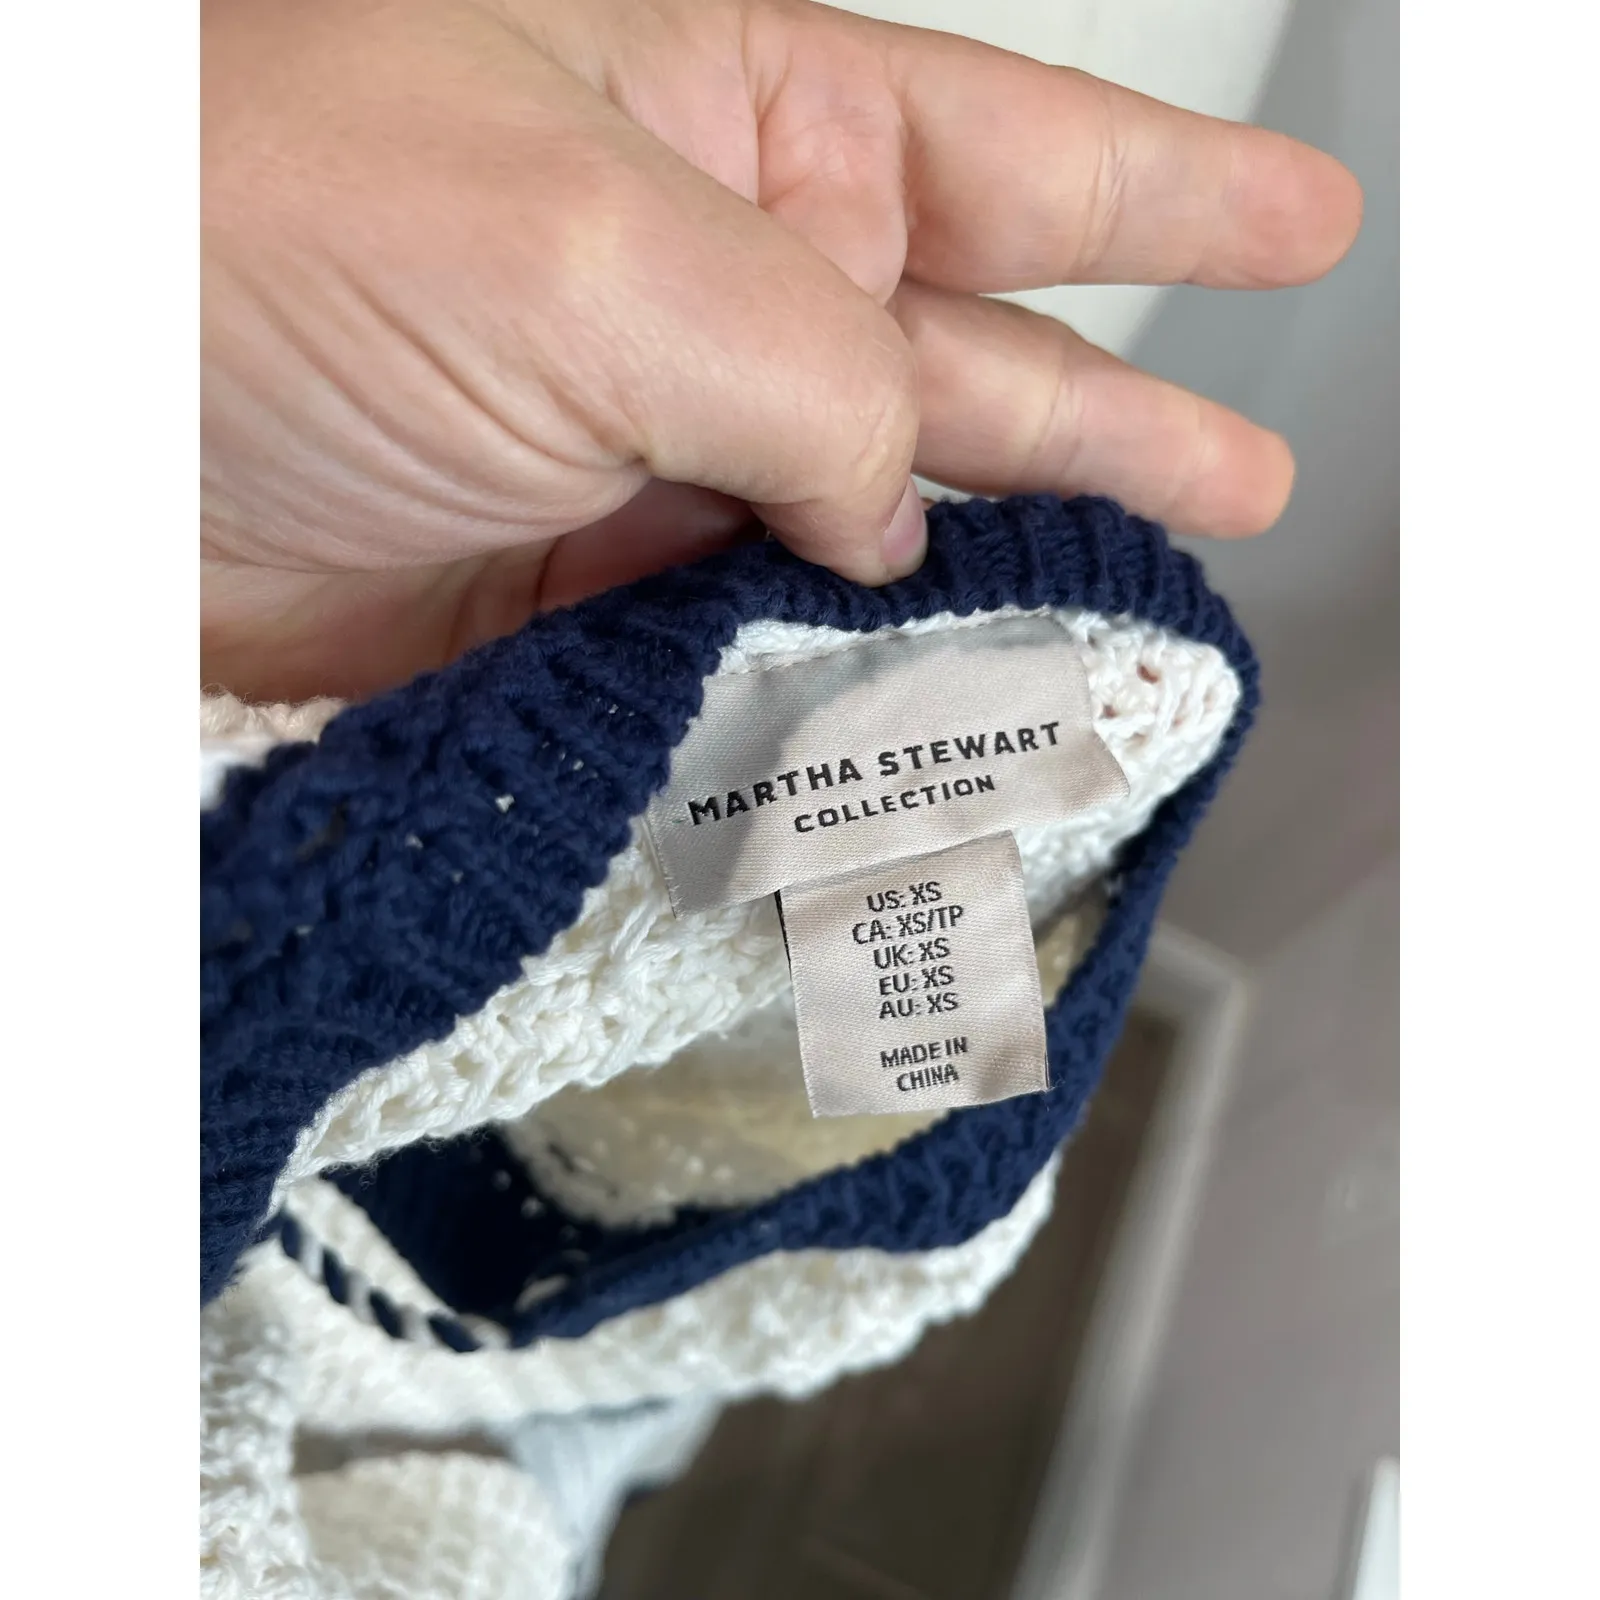 MARTHA STEWART
COLLECTION
US: XS
CA: XS/TP
UK: XS
EU: XS
AU: XS
MADE IN
CHINA